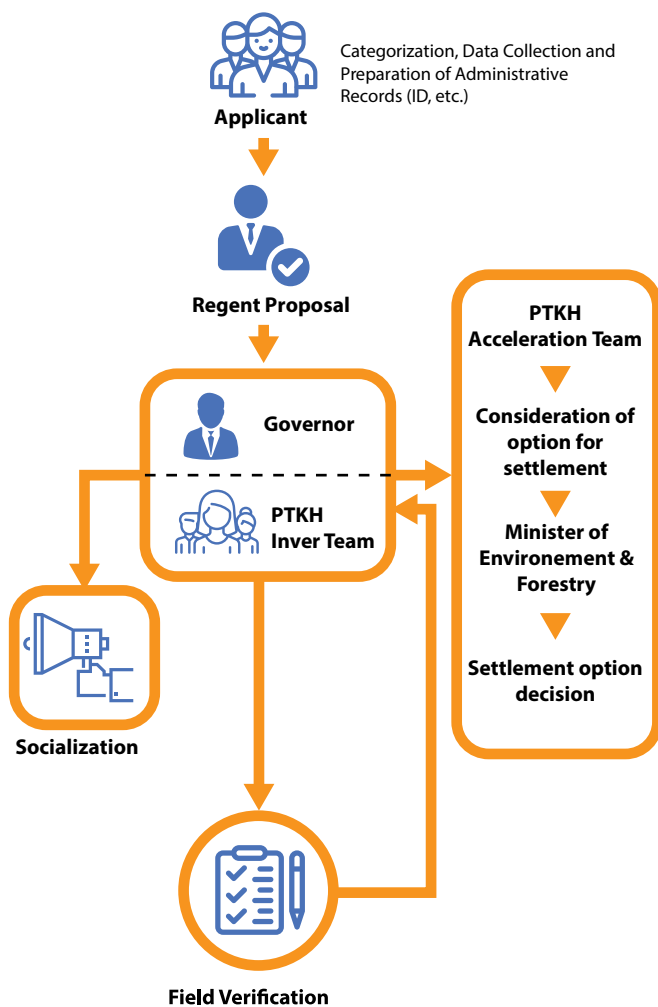 Categorization, Data Collection and
Preparation of Administrative
Records (ID, etc.)
Applicant
Regent Proposal
Governor
PTKH
Inver Team
PTKH
Acceleration Team
Consideration of
option for
settlement
Minister of
Environement &
Forestry
Settlement option
decision
Socialization
Field Verification